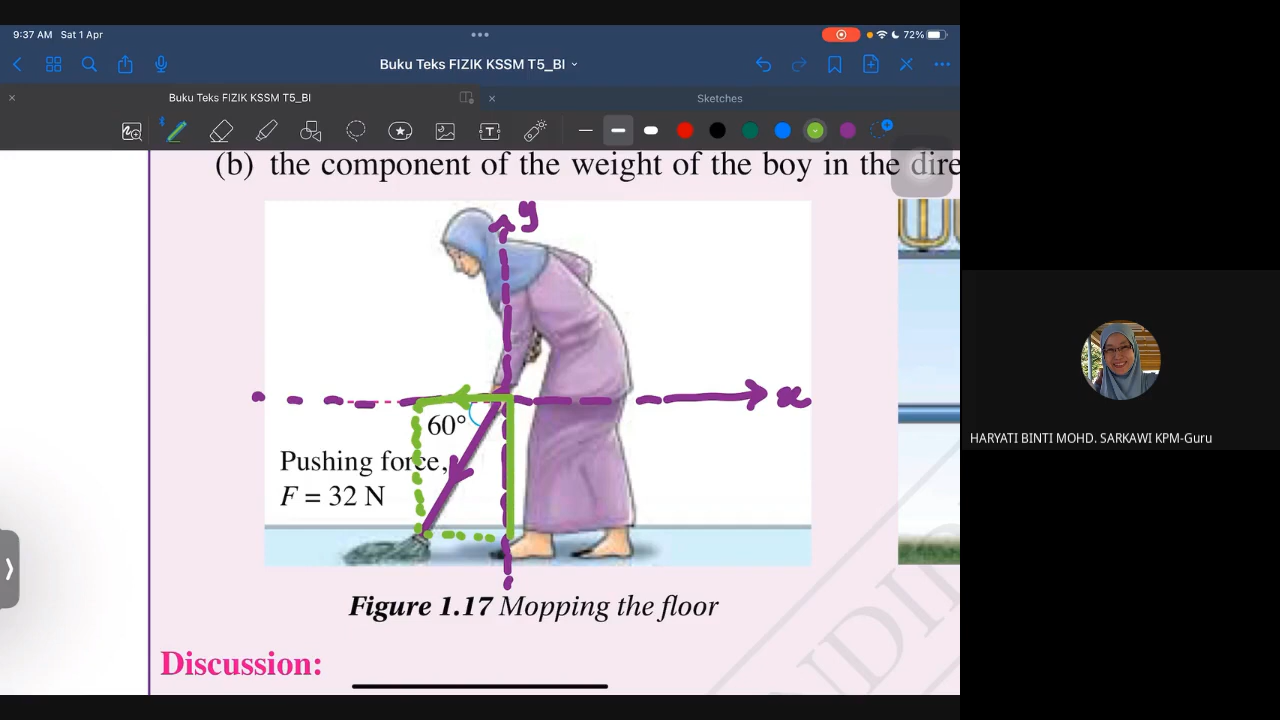 9:37 AM Sat 1 Apr
72%
Buku Teks FIZIK KSSM T5_BI
Buku Teks FIZIK KSSM T5_BI
Sketches
(b) the component of the weight of the boy in the dire
y
x
60°
Pushing force,
F = 32 N
Figure 1.17 Mopping the floor
Discussion:
HARYATI BINTI MOHD. SARKAWI KPM-Guru